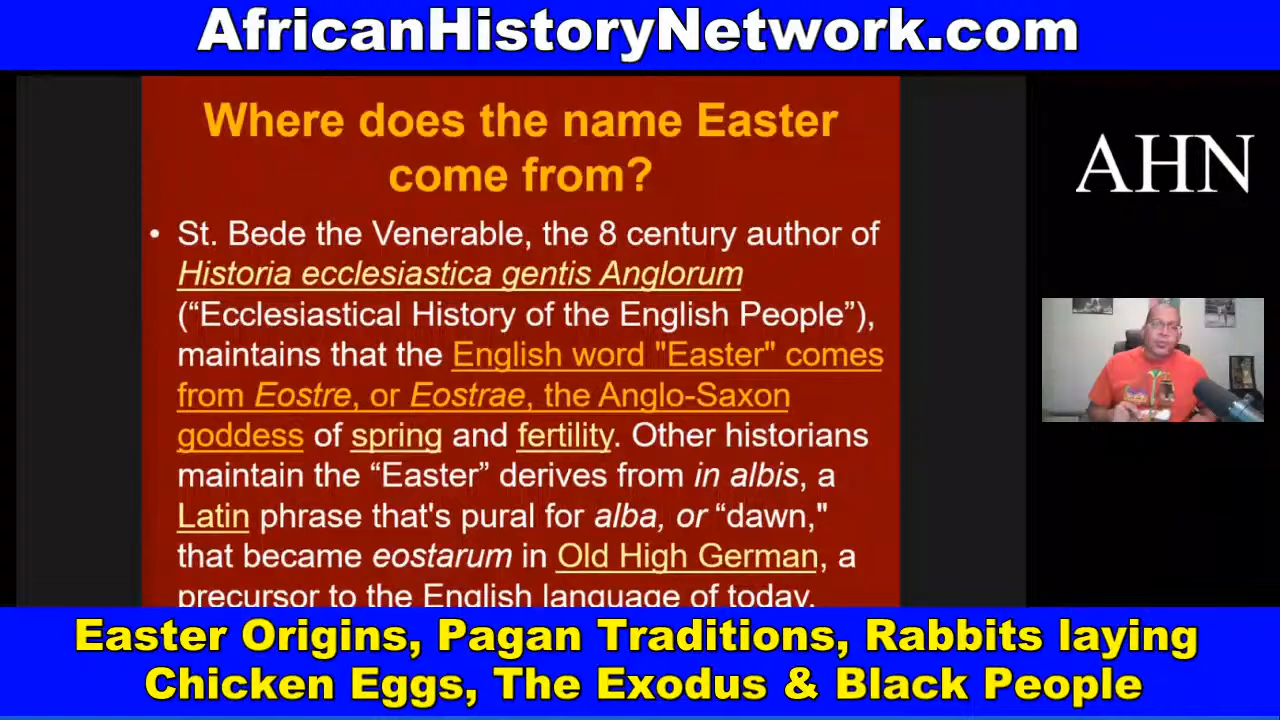 AfricanHistoryNetwork.com
Where does the name Easter
come from?
AHN
• St. Bede the Venerable, the 8 century author of
Historia ecclesiastica gentis Anglorum
(“Ecclesiastical History of the English People”),
maintains that the English word "Easter" comes
from Eostre, or Eostrae, the Anglo-Saxon
goddess of spring and fertility. Other historians
maintain the “Easter” derives from in albis, a
Latin phrase that's pural for alba, or “dawn,"
that became eostarum in Old High German, a
precursor to the English language of today.
Easter Origins, Pagan Traditions, Rabbits laying
Chicken Eggs, The Exodus & Black People